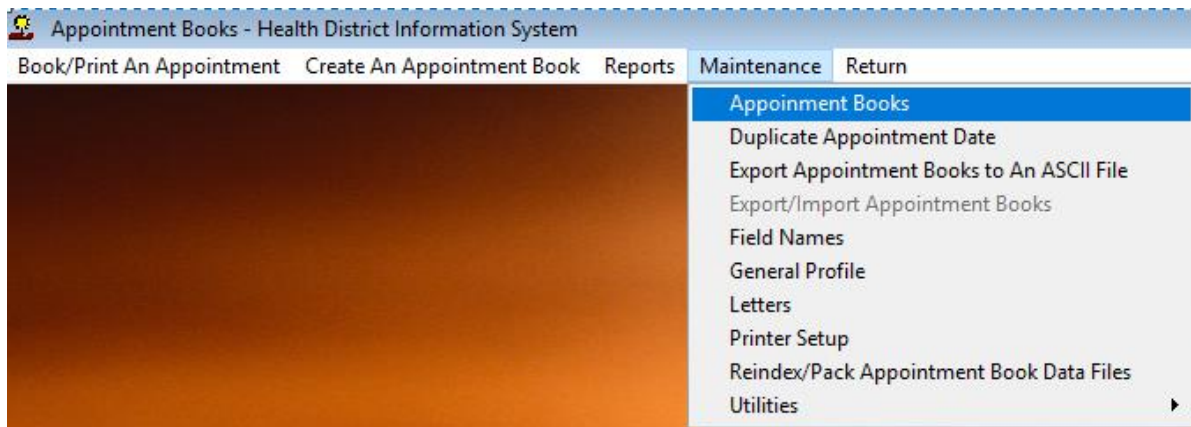 Appointment Books - Health District Information System
Book/Print An Appointment Create An Appointment Book Reports Maintenance Return
Appoinment Books
Duplicate Appointment Date
Export Appointment Books to An ASCII File
Export/Import Appointment Books
Field Names
General Profile
Letters
Printer Setup
Reindex/Pack Appointment Book Data Files
Utilities